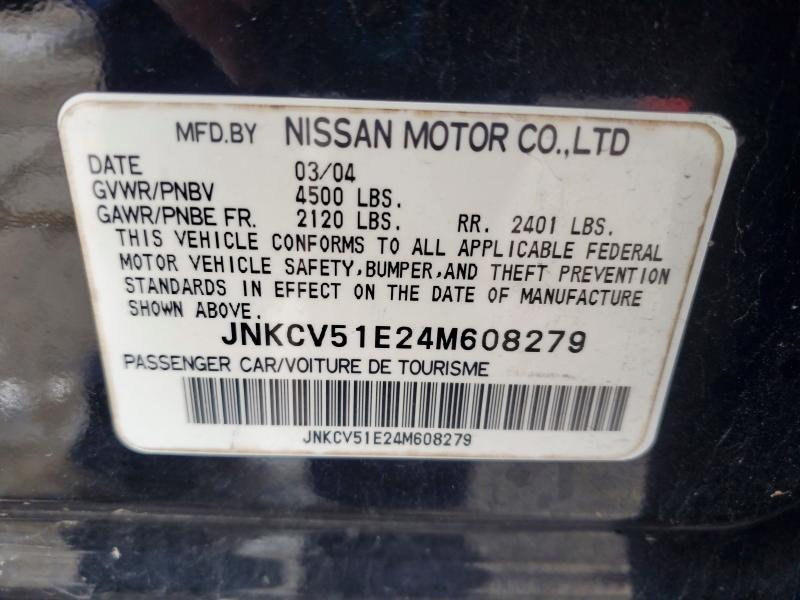 MFD.BY NISSAN MOTOR CO.,LTD
DATE 03/04
GVWR/PNBV 4500 LBS.
GAWR/PNBE FR. 2120 LBS. RR. 2401 LBS.
THIS VEHICLE CONFORMS TO ALL APPLICABLE FEDERAL
MOTOR VEHICLE SAFETY,BUMPER,AND THEFT PREVENTION
STANDARDS IN EFFECT ON THE DATE OF MANUFACTURE
SHOWN ABOVE.
JNKCV51E24M608279
PASSENGER CAR/VOITURE DE TOURISME
JNKCV51E24M608279